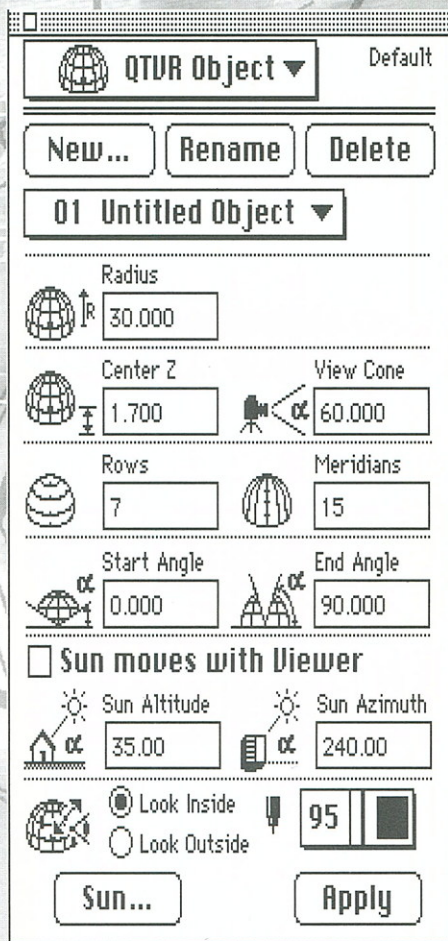 QTVR Object Default
New... Rename Delete
01 Untitled Object
Radius
R 30.000
Center Z View Cone
1.700 α 60.000
Rows Meridians
7 15
Start Angle End Angle
α 0.000 α 90.000
Sun moves with Viewer
Sun Altitude Sun Azimuth
α 35.00 α 240.00
Look Inside 95
Look Outside
Sun... Apply